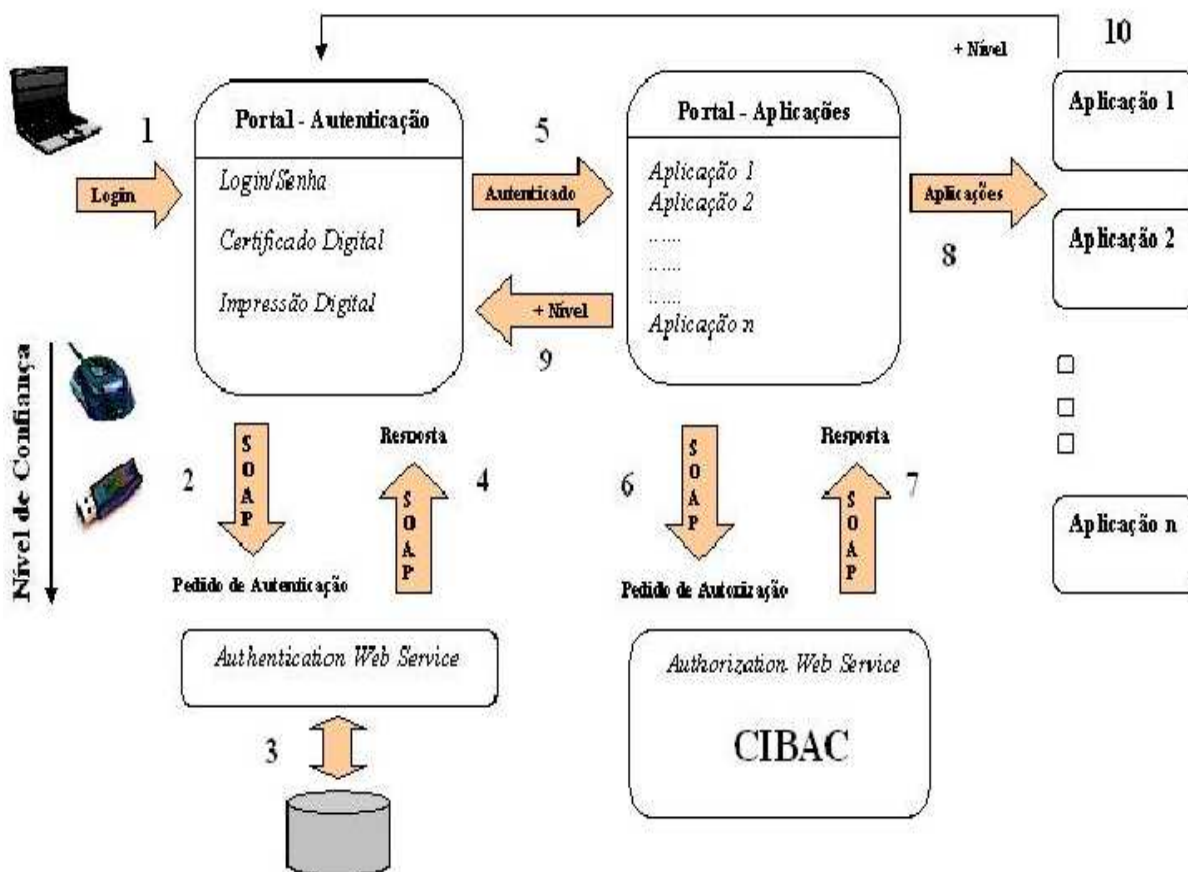 10
+ Nível
1
Login
Portal - Autenticação
Login/Senha
Certificado Digital
Impressão Digital
5
Autenticado
+ Nível
9
Portal - Aplicações
Aplicação 1
Aplicação 2
.. .....
.. .....
.. .....
Aplicação n
Aplicações
8
Aplicação 1
Aplicação 2
Aplicação n
Nível de Confiança
2
SOAP
Pedido de Autenticação
Resposta
SOAP
4
6
SOAP
Pedido de Autorização
Resposta
SOAP
7
Authentication Web Service
3
Authorization Web Service
CIBAC